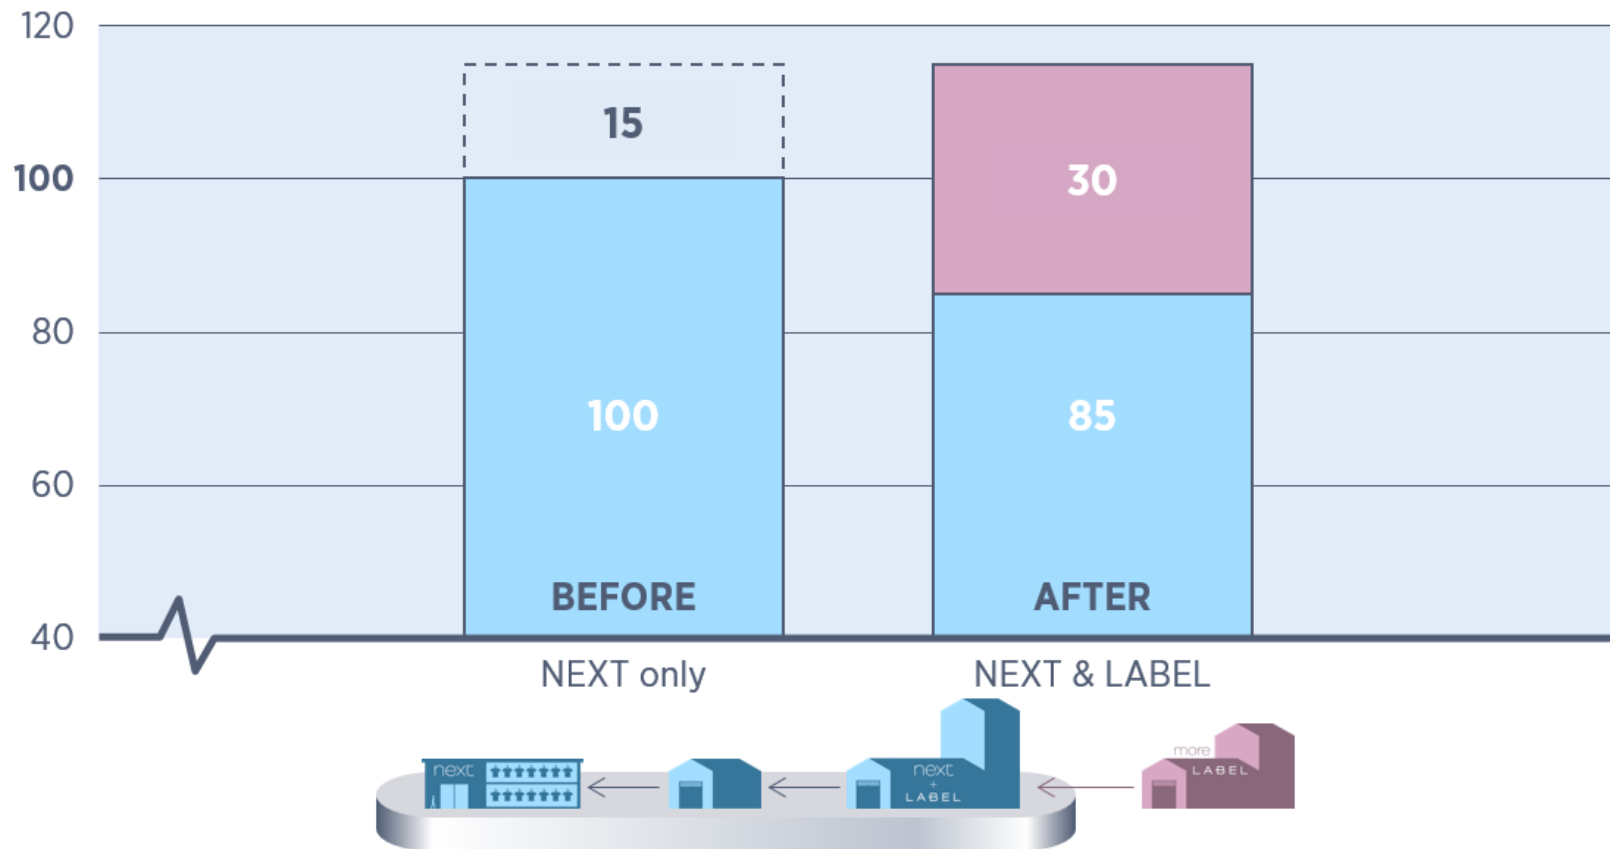 120
15
100
30
80
100
85
60
BEFORE
AFTER
40
NEXT only
NEXT & LABEL
next
next
+
LABEL
more
LABEL